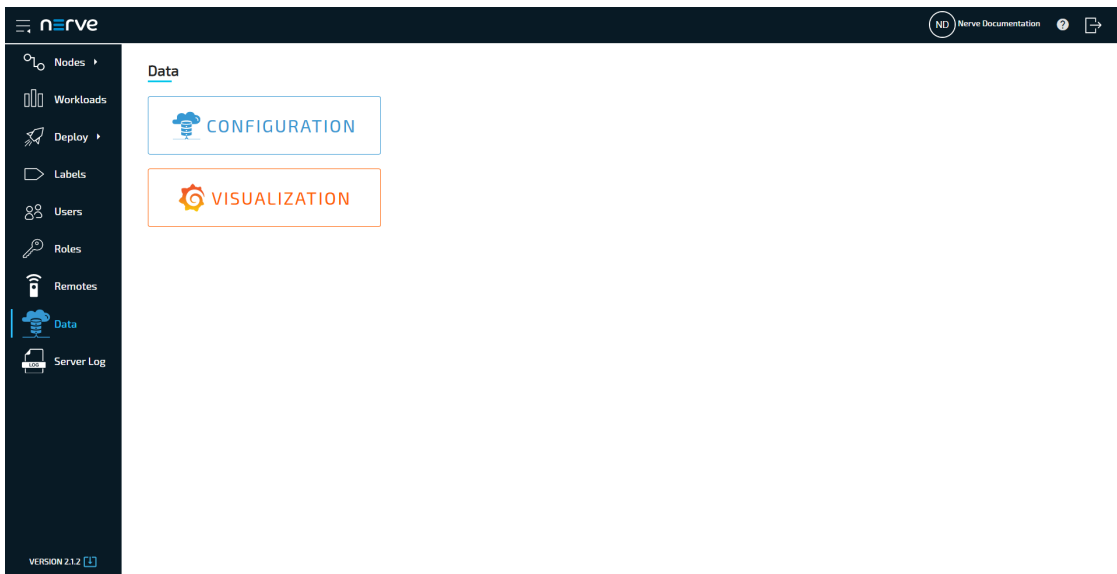 nerve
ND Nerve Documentation ?
Nodes
Workloads
Deploy
Labels
Users
Roles
Remotes
Data
LOG Server Log
VERSION 2.1.2
Data
CONFIGURATION
VISUALIZATION